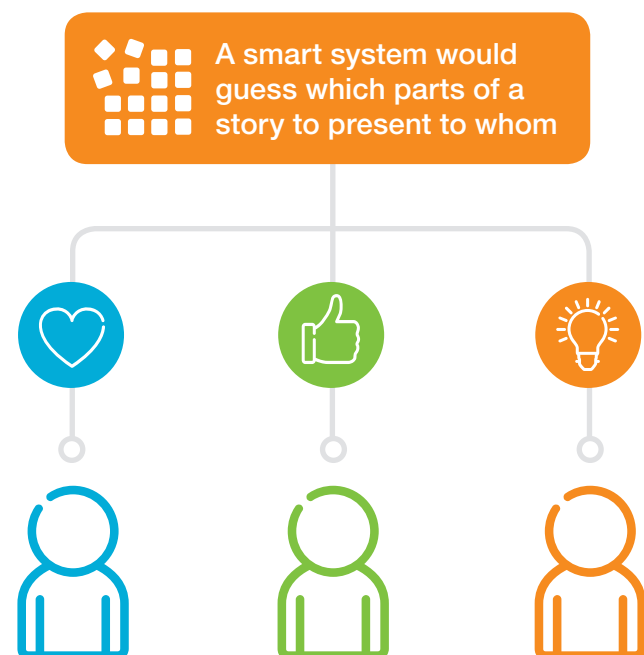 A smart system would
guess which parts of a
story to present to whom